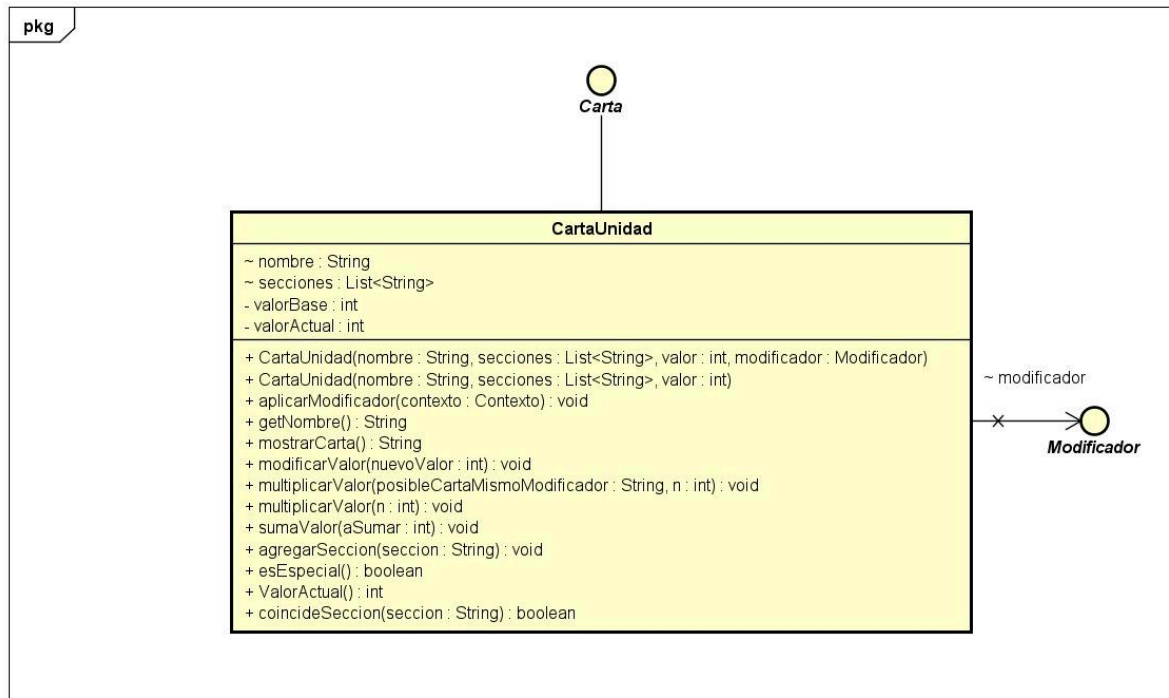 pkg
Carta
CartaUnidad
~ nombre : String
~ secciones : List<String>
- valorBase : int
- valorActual : int
+ CartaUnidad(nombre : String, secciones : List<String>, valor : int, modificador : Modificador)
+ CartaUnidad(nombre : String, secciones : List<String>, valor : int)
+ aplicarModificador(contexto : Contexto) : void
+ getNombre() : String
+ mostrarCarta() : String
+ modificarValor(nuevoValor : int) : void
+ multiplicarValor(posibleCartaMismoModificador : String, n : int) : void
+ multiplicarValor(n : int) : void
+ sumaValor(aSumar : int) : void
+ agregarSeccion(seccion : String) : void
+ esEspecial() : boolean
+ ValorActual() : int
+ coincideSeccion(seccion : String) : boolean
~ modificador
Modificador